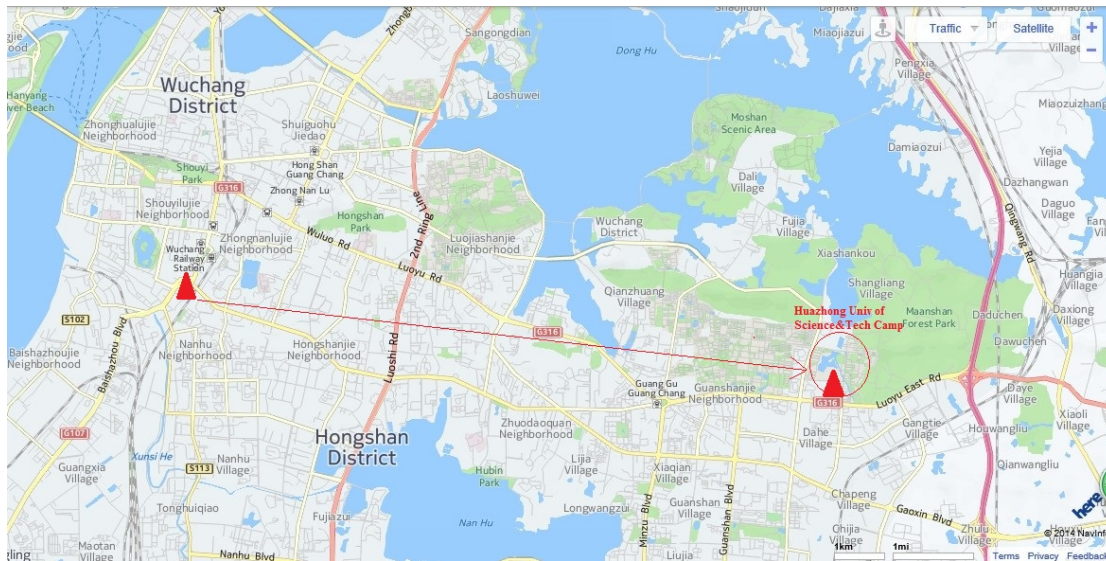 Traffic
Satellite
+
−
Sangongdian
Dong Hu
Miaojiazui
Village
Pengxia
Village
Wuchang
District
Hanyang
River Beach
Laoshuwei
Miaozuizhang
Zhonghualujie
Neighborhood
Shuiguohu
Jiedao
Moshan
Scenic Area
Damiaozui
Yejia
Village
Hong Shan
Guang Chang
Shouyi
Park
G316
Zhong Nan Lu
Dali
Village
Dazhangwan
Shouyilujie
Neighborhood
Hongshan
Park
2nd Ring Line
Daguo
Village
Wuchang
District
Fujia
Village
Qingwang Rd
Wuchang
Railway
Station
Zhongnanlujie
Neighborhood
Wuluo Rd
Luojiashanjie
Neighborhood
Xiashankou
Luoyu Rd
Qianzhuang
Village
Shangliang
Village
Huangjia
Village
Huazhong Univ of
Science&Tech Camp
Maanshan
Forest Park
Daduchen
Daxiong
Village
S102
Baishazhou Blvd
G316
Dawuchen
Baishazhoujie
Neighborhood
Nanhu
Neighborhood
Hongshanjie
Neighborhood
Luoshi Rd
Guang Gu
Guang Chang
Guanshanjie
Neighborhood
G316
Luoyu East Rd
Daye
Village
Xiaoli
Village
G107
Hongshan
District
Zhuodaoquan
Neighborhood
Dahe
Village
Gangtie
Village
Houwangliu
Xunsi He
Guangxia
Village
S113
Nanhu
Village
Hubin
Park
Lijia
Village
Xiaqian
Village
Qianwangliu
Tonghuiqiao
Fujiazui
Nan Hu
Longwangzui
Minzu Blvd
Guanshan Village
Guanshan Blvd
Chapeng
Village
Gaoxin Blvd
here
Maotan
Village
Nanhu Blvd
Liujia
Chijia
Village
Zhulu
Village
© 2014 NavInfo
1km
1mi
Terms
Privacy
Feedback